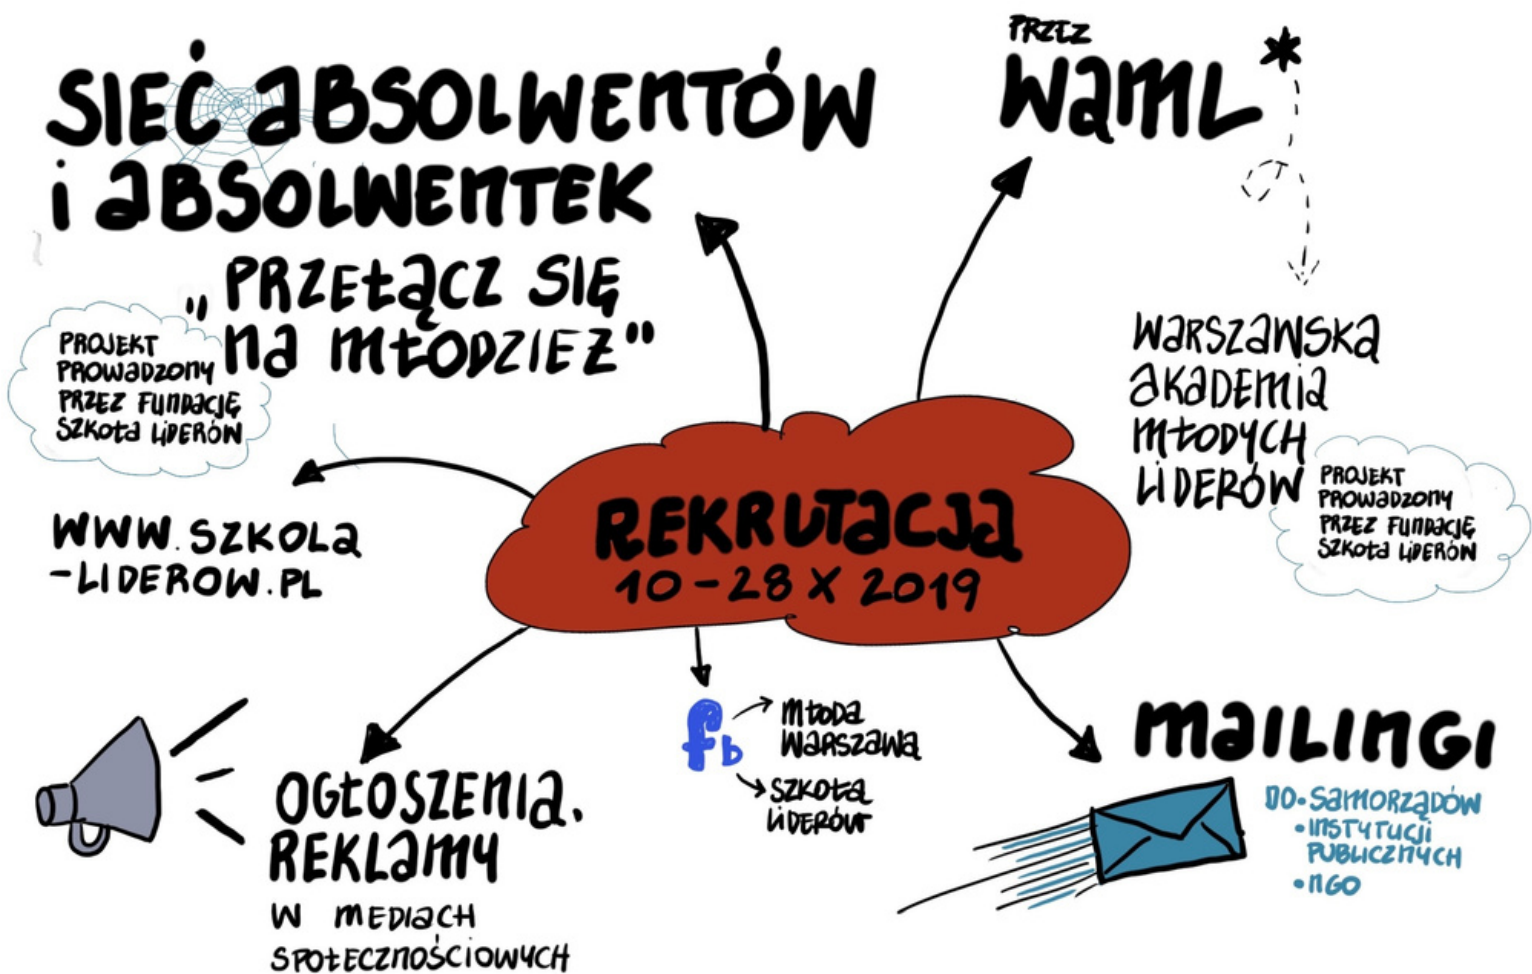 SIEĆ ABSOLWENTÓW
i ABSOLWENTEK
„PRZEŁĄCZ SIĘ
NA MŁODZIEŻ"
PROJEKT
PROWADZONY
PRZEZ FUNDACJĘ
SZKOŁA LIDERÓW
PRZEZ
WAML *
WARSZAWSKA
AKADEMIA
MŁODYCH
LIDERÓW
PROJEKT
PROWADZONY
PRZEZ FUNDACJĘ
SZKOŁA LIDERÓW
REKRUTACJA
10-28 X 2019
WWW.SZKOLA
-LIDEROW.PL
OGŁOSZENIA.
REKLAMY
W MEDIACH
SPOŁECZNOŚCIOWYCH
fb
MŁODA
WARSZAWA
SZKOŁA
LIDERÓW
MAILINGI
DO • SAMORZĄDÓW
• INSTYTUCJI
PUBLICZNYCH
• NGO